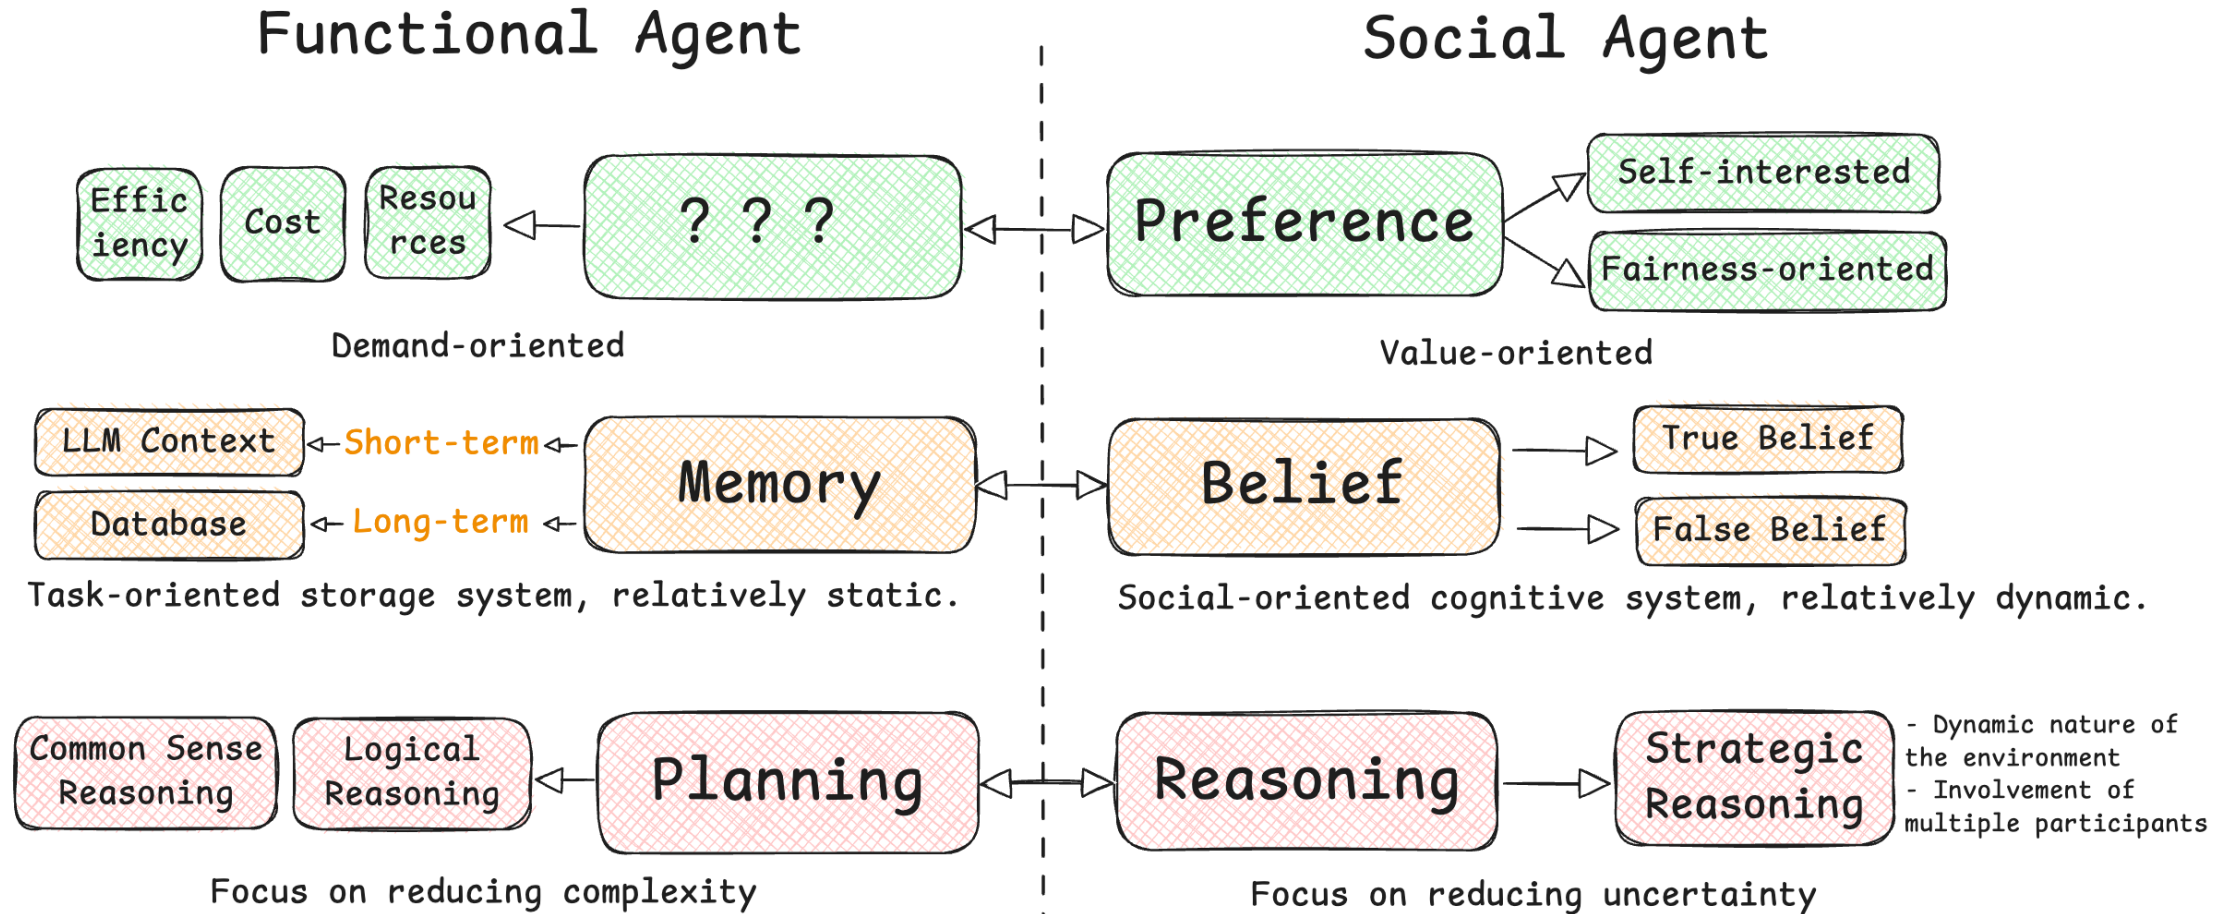 Functional Agent
Social Agent
Effic
iency
Cost
Resou
rces
? ? ?
Preference
Self-interested
Fairness-oriented
Demand-oriented
Value-oriented
LLM Context
Short-term
Database
Long-term
Memory
Belief
True Belief
False Belief
Task-oriented storage system, relatively static.
Social-oriented cognitive system, relatively dynamic.
Common Sense
Reasoning
Logical
Reasoning
Planning
Reasoning
Strategic
Reasoning
- Dynamic nature of
the environment
- Involvement of
multiple participants
Focus on reducing complexity
Focus on reducing uncertainty